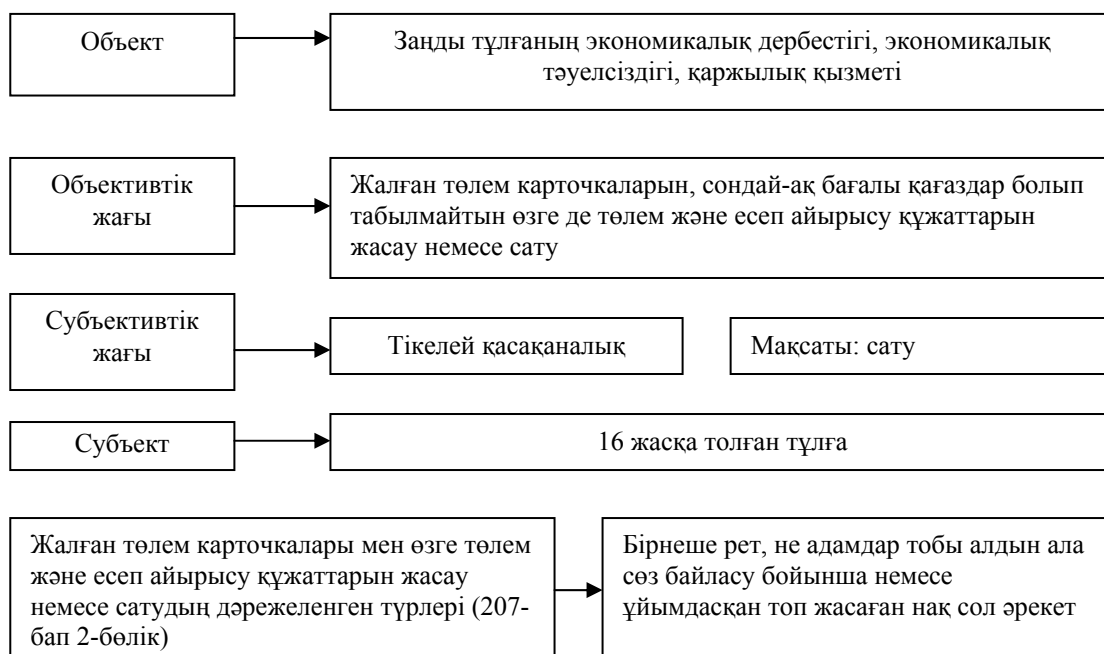 Объект
Заңды тұлғаның экономикалық дербестігі, экономикалық
тәуелсіздігі, қаржылық қызметі
Объективтік
жағы
Жалған төлем карточкаларын, сондай-ақ бағалы қағаздар болып
табылмайтын өзге де төлем және есеп айырысу құжаттарын
жасау немесе сату
Субъективтік
жағы
Тікелей қасақаналық
Мақсаты: сату
Субъект
16 жасқа толған тұлға
Жалған төлем карточкалары мен өзге төлем
және есеп айырысу құжаттарын жасау
немесе сатудың дәрежеленген түрлері (207-
бап 2-бөлік)
Бірнеше рет, не адамдар тобы алдын ала
сөз байласу бойынша немесе
ұйымдасқан топ жасаған нақ сол әрекет